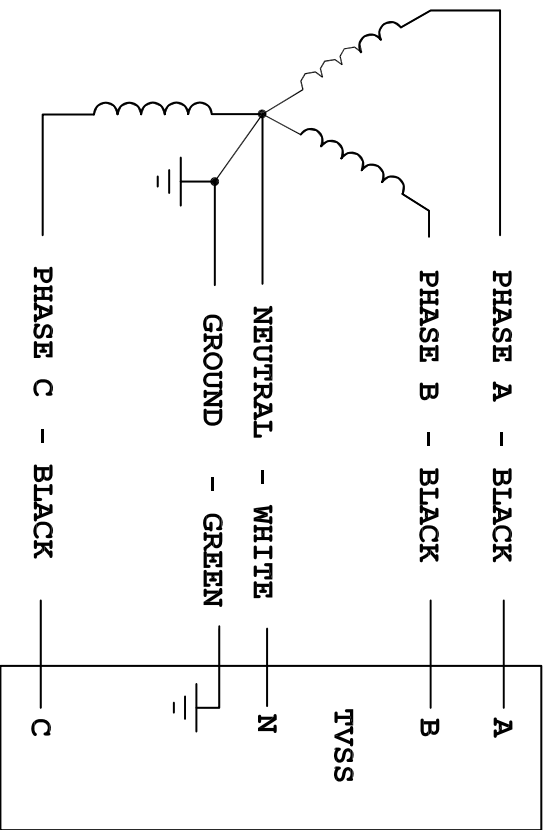 PHASE A - BLACK
A
PHASE B - BLACK
B
TVSS
NEUTRAL - WHITE
N
GROUND - GREEN
PHASE C - BLACK
C